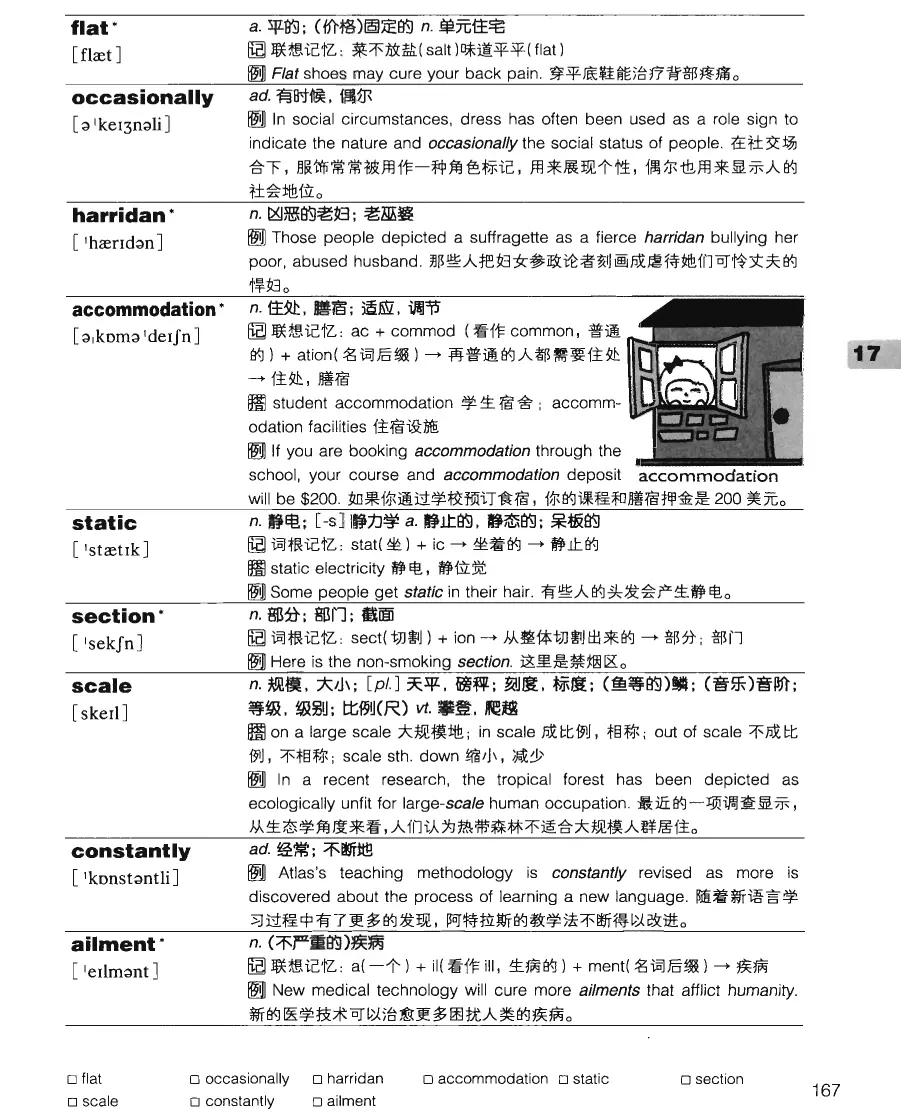 flat*
[flæt]
a. 平的；(价格)固定的 n. 单元住宅
记 联想记忆：菜不放盐(salt)味道平平(flat)
例 Flat shoes may cure your back pain. 穿平底鞋能治疗背部疼痛。
occasionally
[əˈkeɪʒnəli]
ad. 有时候，偶尔
例 In social circumstances, dress has often been used as a role sign to
indicate the nature and occasionally the social status of people. 在社交场
合下，服饰常常被用作一种角色标记，用来展现个性，偶尔也用来显示人的
社会地位。
harridan*
[ˈhærɪdən]
n. 凶恶的老妇；老巫婆
例 Those people depicted a suffragette as a fierce harridan bullying her
poor, abused husband. 那些人把妇女参政论者刻画成虐待她们可怜丈夫的
悍妇。
accommodation*
[əˌkɒməˈdeɪʃn]
n. 住处，膳宿；适应，调节
记 联想记忆：ac + commod（看作 common，普通
的）+ ation(名词后缀) → 再普通的人都需要住处
→ 住处，膳宿
搭 student accommodation 学生宿舍；accomm-
odation facilities 住宿设施
例 If you are booking accommodation through the
school, your course and accommodation deposit
will be $200. 如果你通过学校预订食宿，你的课程和膳宿押金是 200 美元。
accommodation
17
static
[ˈstætɪk]
n. 静电；[-s]静力学 a. 静止的，静态的；呆板的
记 词根记忆：stat(坐) + ic → 坐着的 → 静止的
搭 static electricity 静电，静位觉
例 Some people get static in their hair. 有些人的头发会产生静电。
section*
[ˈsekʃn]
n. 部分；部门；截面
记 词根记忆：sect(切割) + ion → 从整体切割出来的 → 部分；部门
例 Here is the non-smoking section. 这里是禁烟区。
scale
[skeɪl]
n. 规模，大小；[pl.] 天平，磅秤；刻度，标度；(鱼等的)鳞；(音乐)音阶；
等级，级别；比例(尺) vt. 攀登，爬越
搭 on a large scale 大规模地；in scale 成比例，相称；out of scale 不成比
例，不相称；scale sth. down 缩小，减少
例 In a recent research, the tropical forest has been depicted as
ecologically unfit for large-scale human occupation. 最近的一项调查显示，
从生态学角度来看，人们认为热带森林不适合大规模人群居住。
constantly
[ˈkɒnstəntli]
ad. 经常；不断地
例 Atlas's teaching methodology is constantly revised as more is
discovered about the process of learning a new language. 随着新语言学
习过程中有了更多的发现，阿特拉斯的教学法不断得以改进。
ailment*
[ˈeɪlmənt]
n. (不严重的)疾病
记 联想记忆：a(一个) + il(看作 ill，生病的) + ment(名词后缀) → 疾病
例 New medical technology will cure more ailments that afflict humanity.
新的医学技术可以治愈更多困扰人类的疾病。
□ flat □ occasionally □ harridan □ accommodation □ static □ section
□ scale □ constantly □ ailment
167